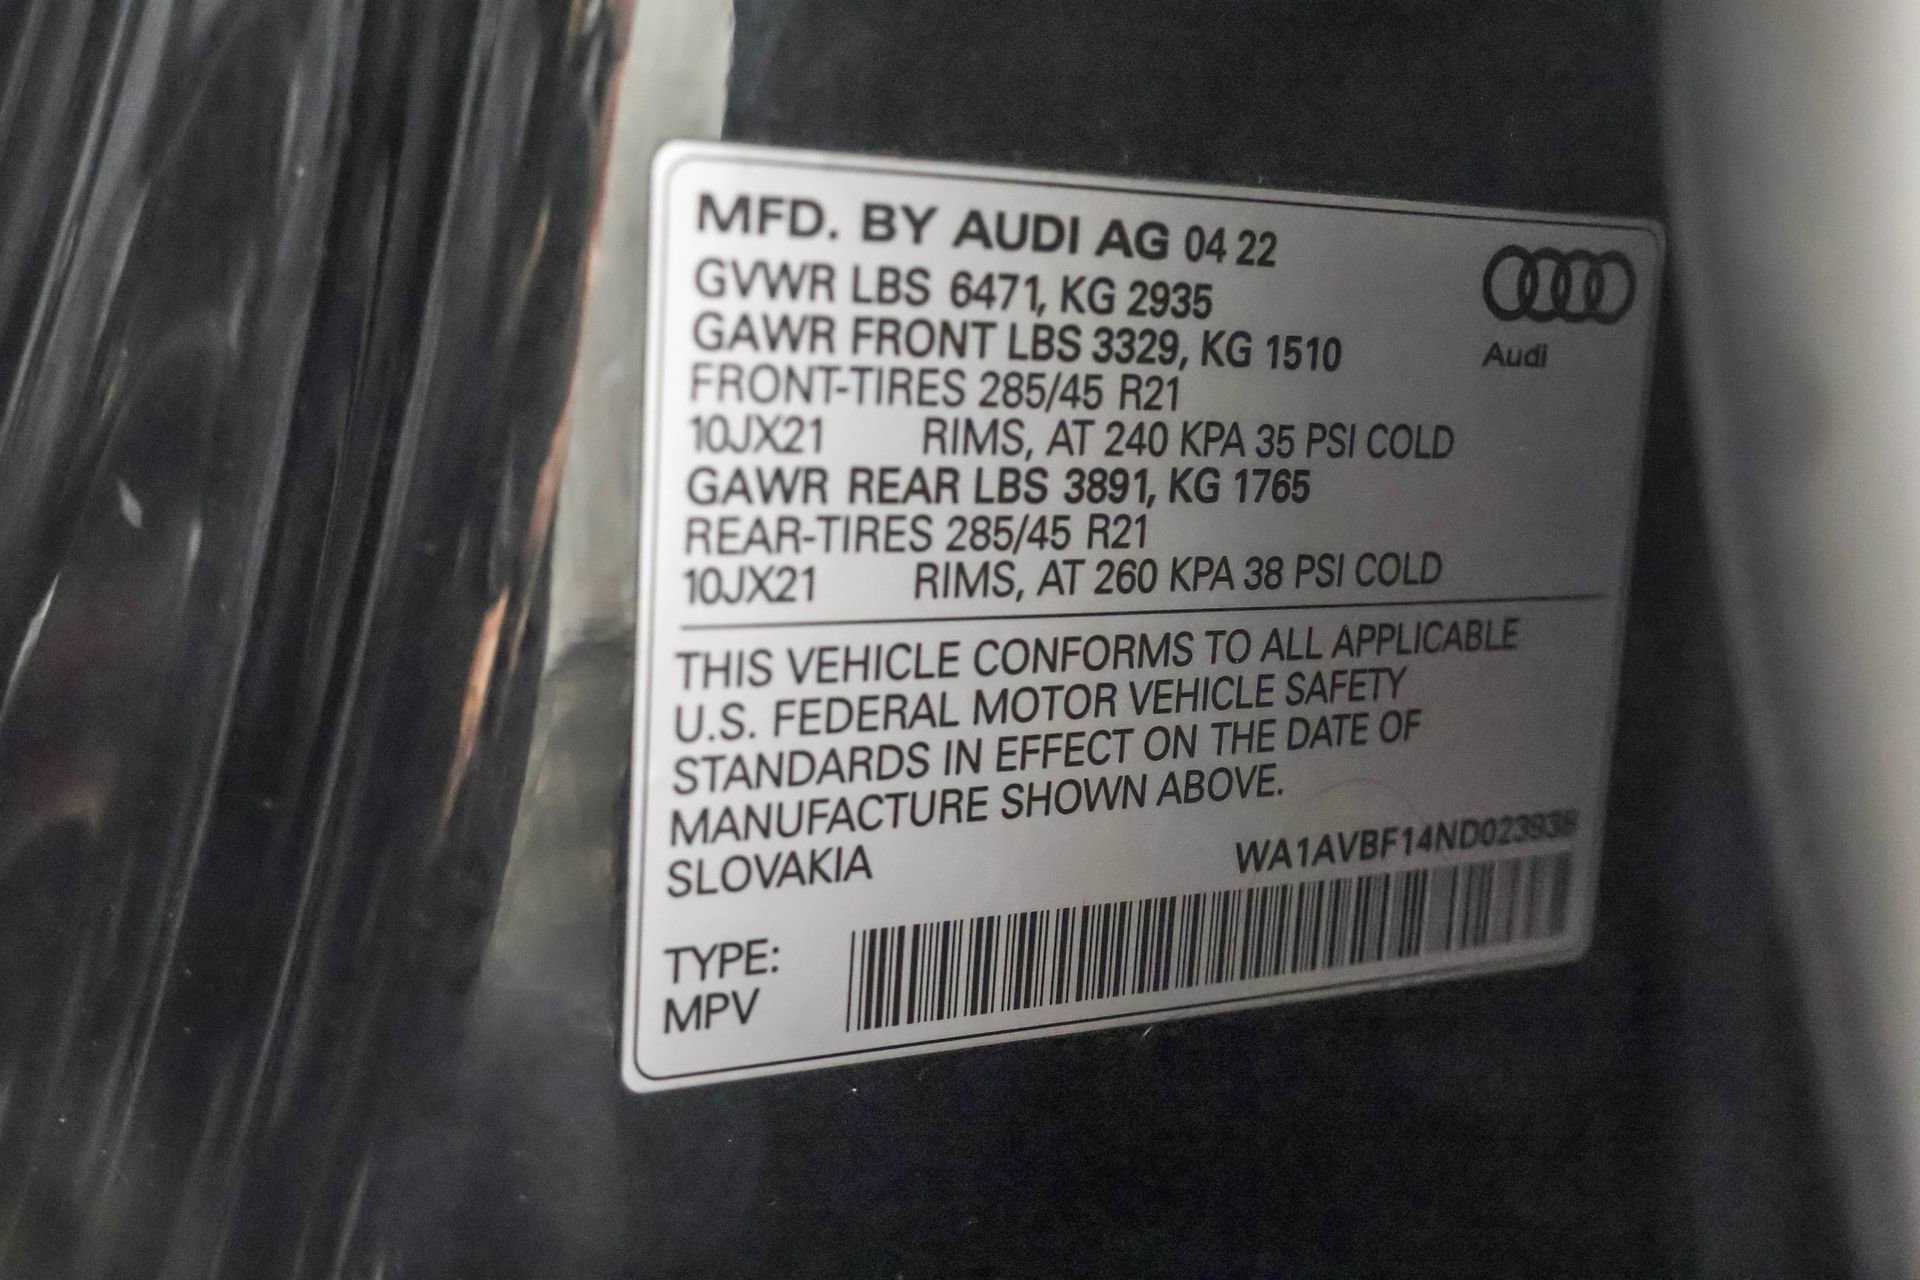 MFD. BY AUDI AG 04 22
GVWR LBS 6471, KG 2935
GAWR FRONT LBS 3329, KG 1510
FRONT-TIRES 285/45 R21
10JX21 RIMS, AT 240 KPA 35 PSI COLD
GAWR REAR LBS 3891, KG 1765
REAR-TIRES 285/45 R21
10JX21 RIMS, AT 260 KPA 38 PSI COLD
Audi
THIS VEHICLE CONFORMS TO ALL APPLICABLE
U.S. FEDERAL MOTOR VEHICLE SAFETY
STANDARDS IN EFFECT ON THE DATE OF
MANUFACTURE SHOWN ABOVE.
SLOVAKIA
WA1AVBF14ND023938
TYPE:
MPV